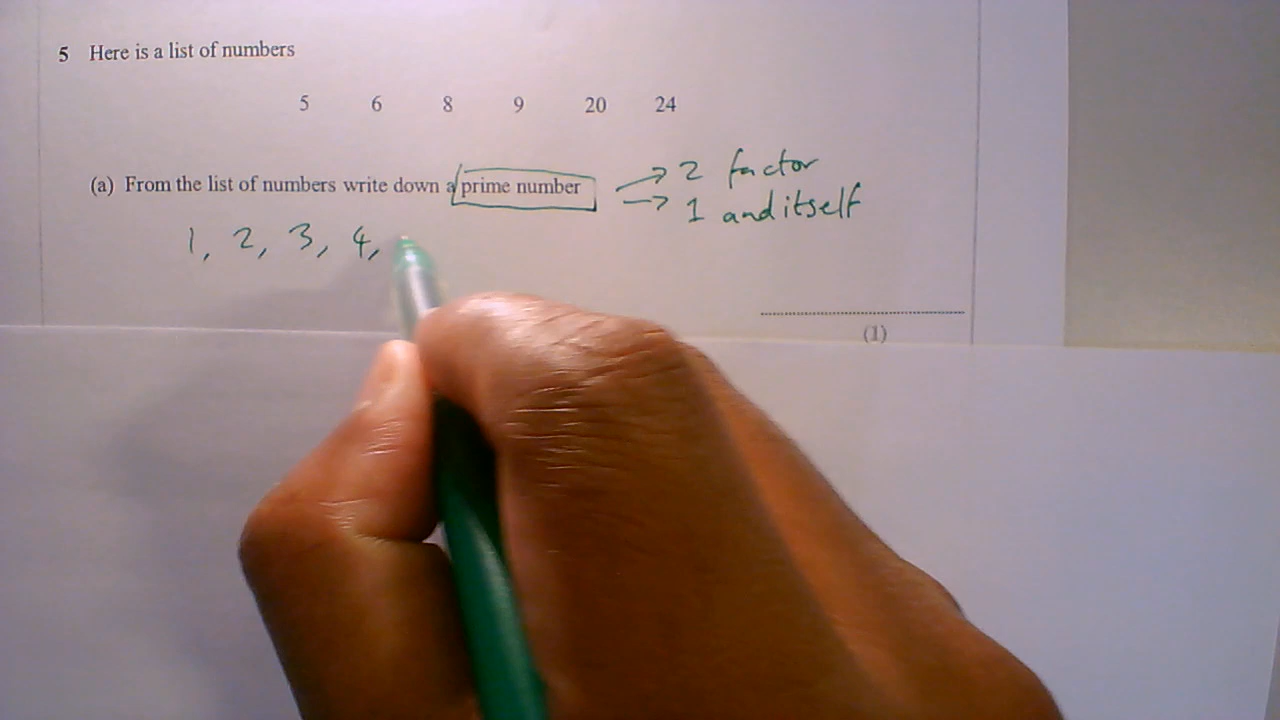 5 Here is a list of numbers
5 6 8 9 20 24
(a) From the list of numbers write down a prime number
→ 2 factor
→ 1 and itself
1, 2, 3, 4,
(1)